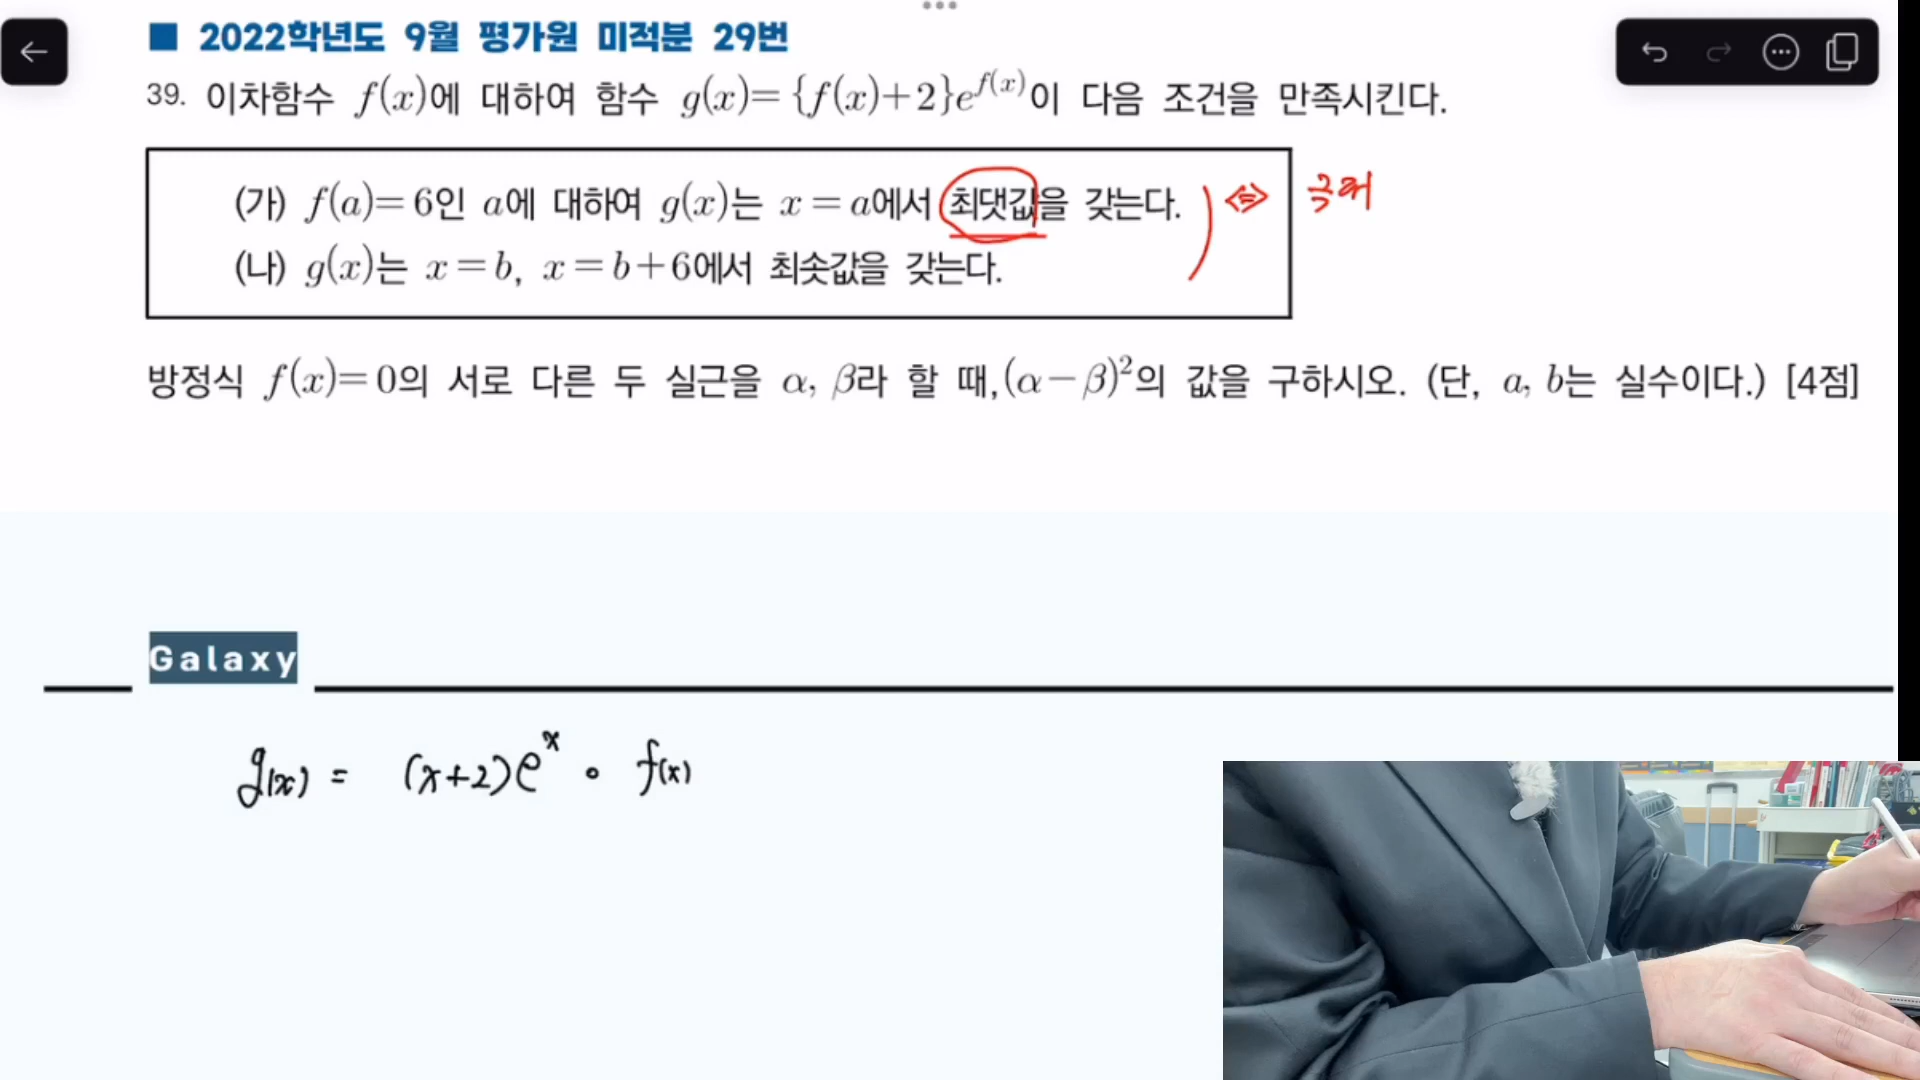 ■ 2022학년도 9월 평가원 미적분 29번
39. 이차함수 f(x)에 대하여 함수 g(x)={f(x)+2}e^{f(x)}이 다음 조건을 만족시킨다.
(가) f(a)=6인 a에 대하여 g(x)는 x=a에서 최댓값을 갖는다. ⇔ 극대
(나) g(x)는 x=b, x=b+6에서 최솟값을 갖는다.
방정식 f(x)=0의 서로 다른 두 실근을 α, β라 할 때,(α-β)²의 값을 구하시오. (단, a, b는 실수이다.) [4점]
Galaxy
g(x) = (x+2)e^x ∘ f(x)